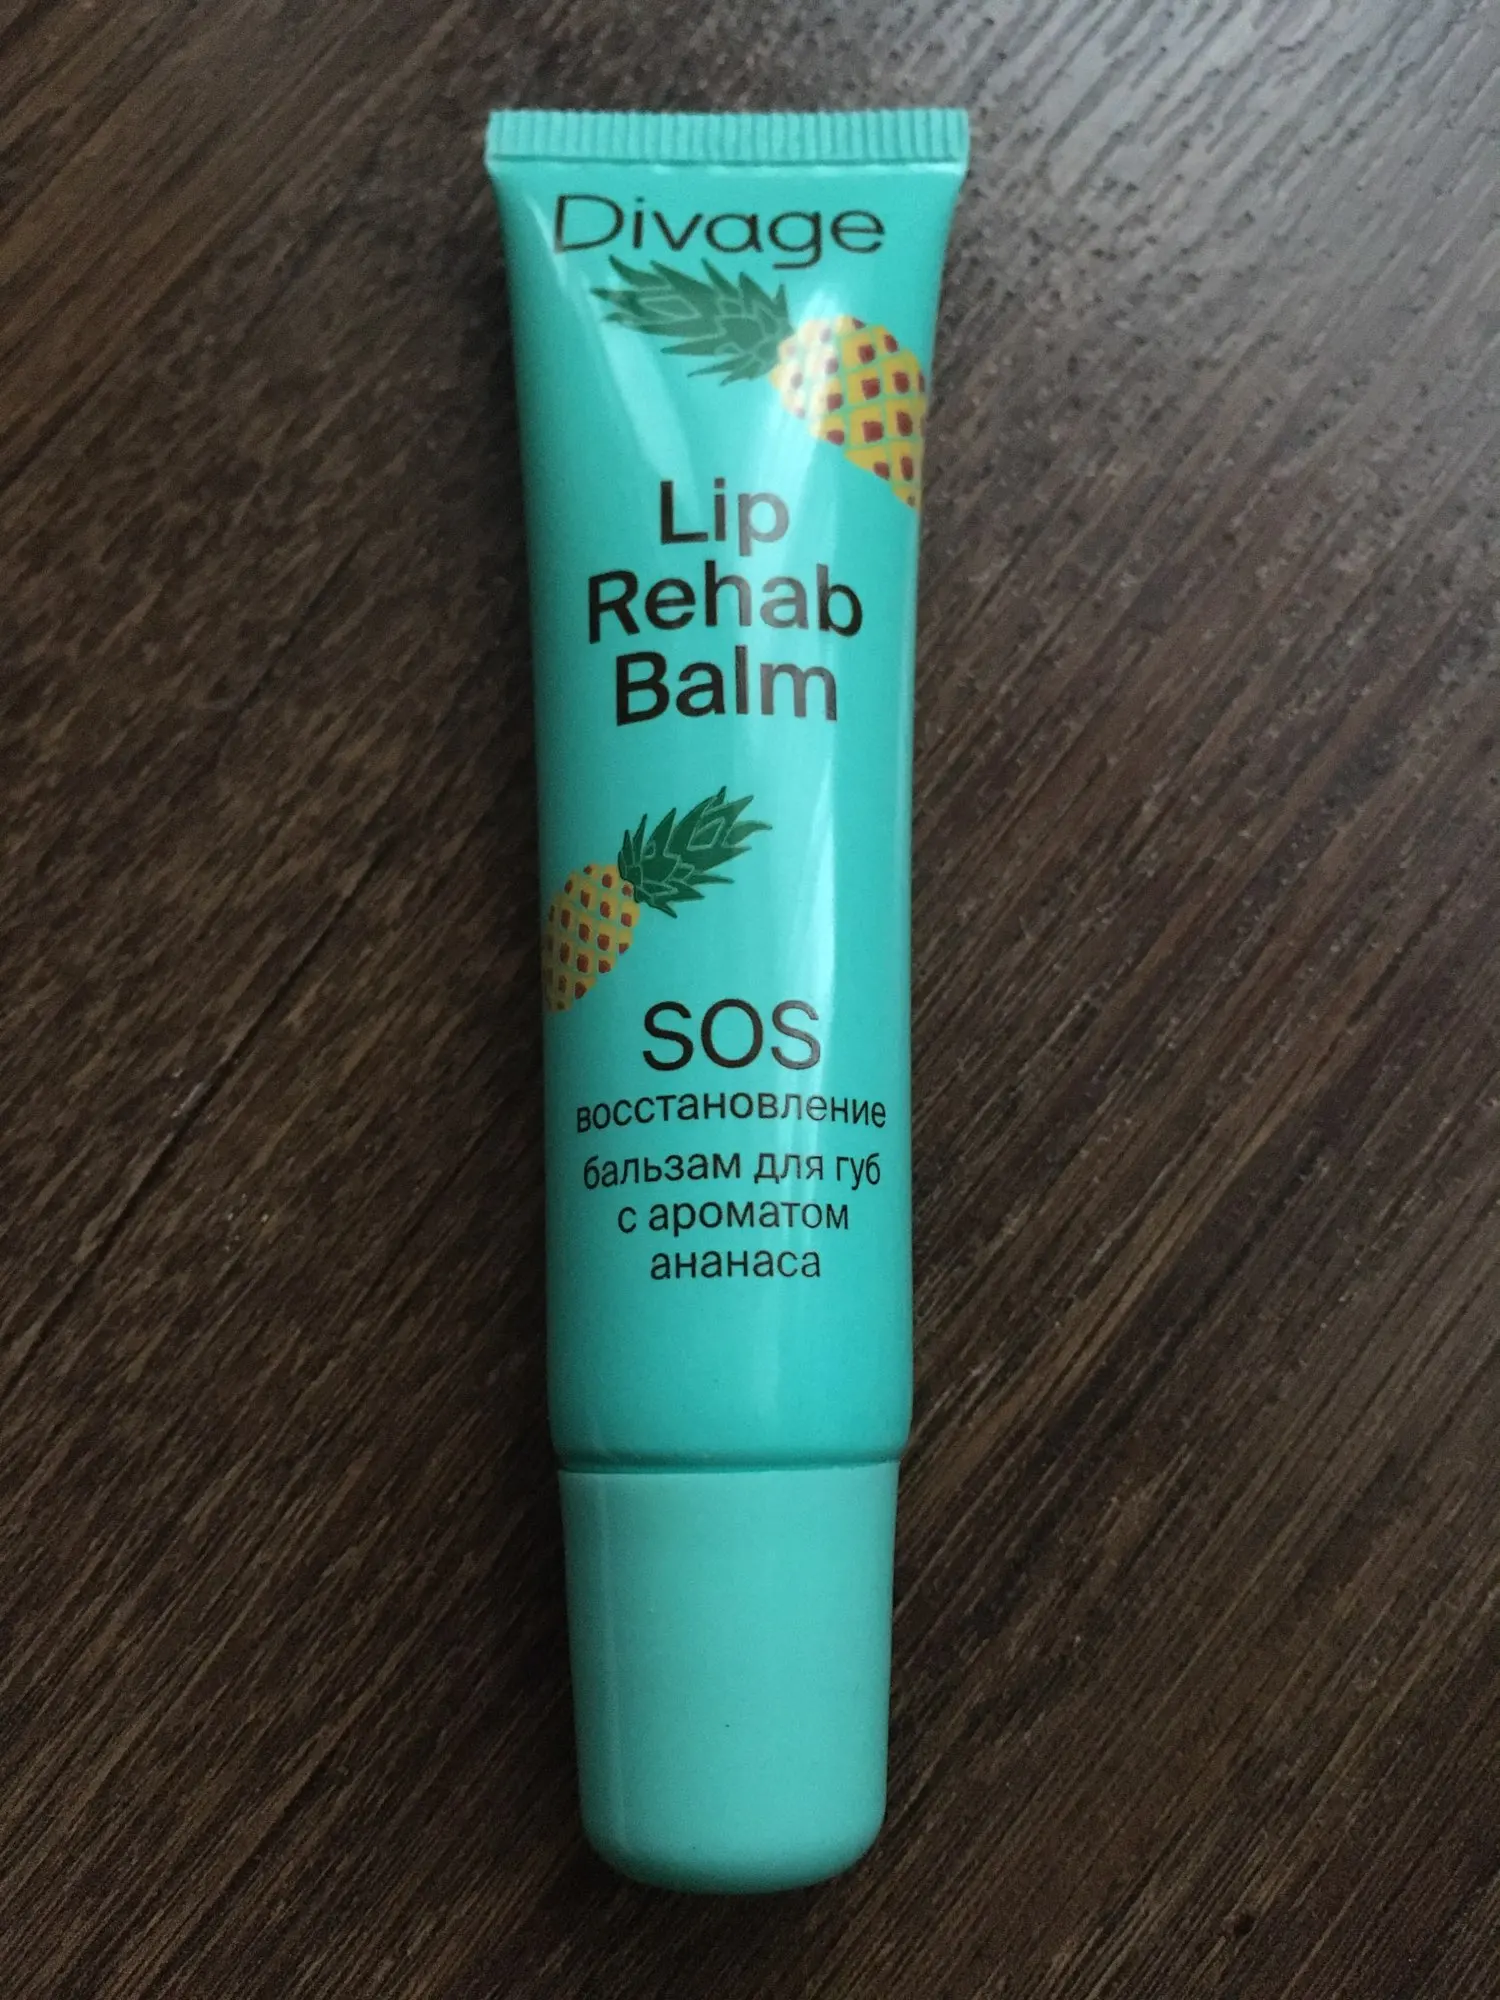 Divage
Lip
Rehab
Balm
SOS
восстановление
бальзам для губ
с ароматом
ананаса